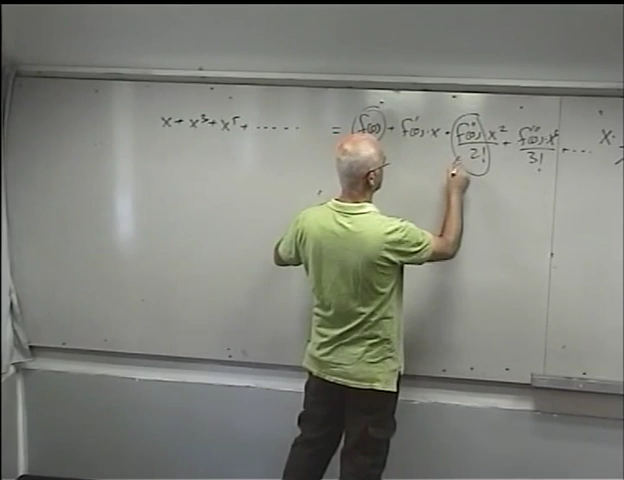 x + x³ + x⁵ + ...... = f(0) + f'(0)·x + f''(0)·x²/2! + f'''(0)·x³/3! + ... x·